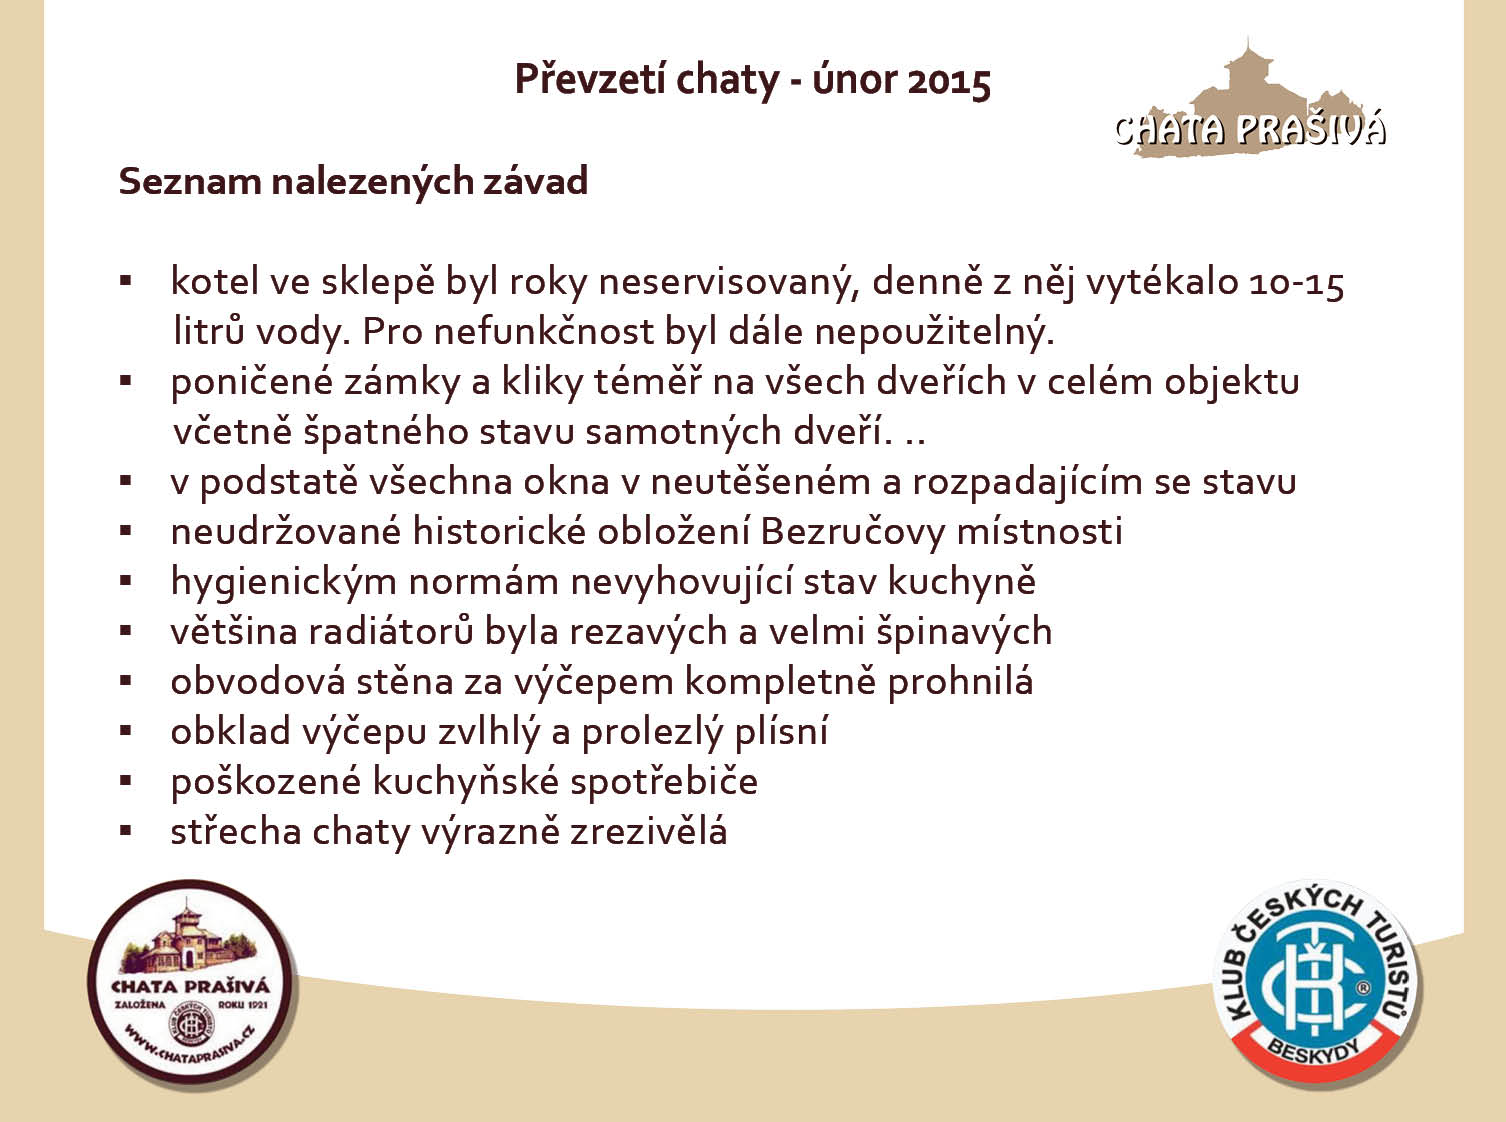 Převzetí chaty - únor 2015
CHATA PRAŠIVÁ
Seznam nalezených závad
▪ kotel ve sklepě byl roky neservisovaný, denně z něj vytékalo 10-15
litrů vody. Pro nefunkčnost byl dále nepoužitelný.
▪ poničené zámky a kliky téměř na všech dveřích v celém objektu
včetně špatného stavu samotných dveří. ..
▪ v podstatě všechna okna v neutěšeném a rozpadajícím se stavu
▪ neudržované historické obložení Bezručovy místnosti
▪ hygienickým normám nevyhovující stav kuchyně
▪ většina radiátorů byla rezavých a velmi špinavých
▪ obvodová stěna za výčepem kompletně prohnilá
▪ obklad výčepu zvlhlý a prolezlý plísní
▪ poškozené kuchyňské spotřebiče
▪ střecha chaty výrazně zrezivělá
CHATA PRAŠIVÁ
ZALOŽENA ROKU 1921
KLUB ČESKÝCH TURISTŮ
WWW.CHATAPRASIVA.CZ
KLUB ČESKÝCH TURISTŮ
KČT ®
BESKYDY